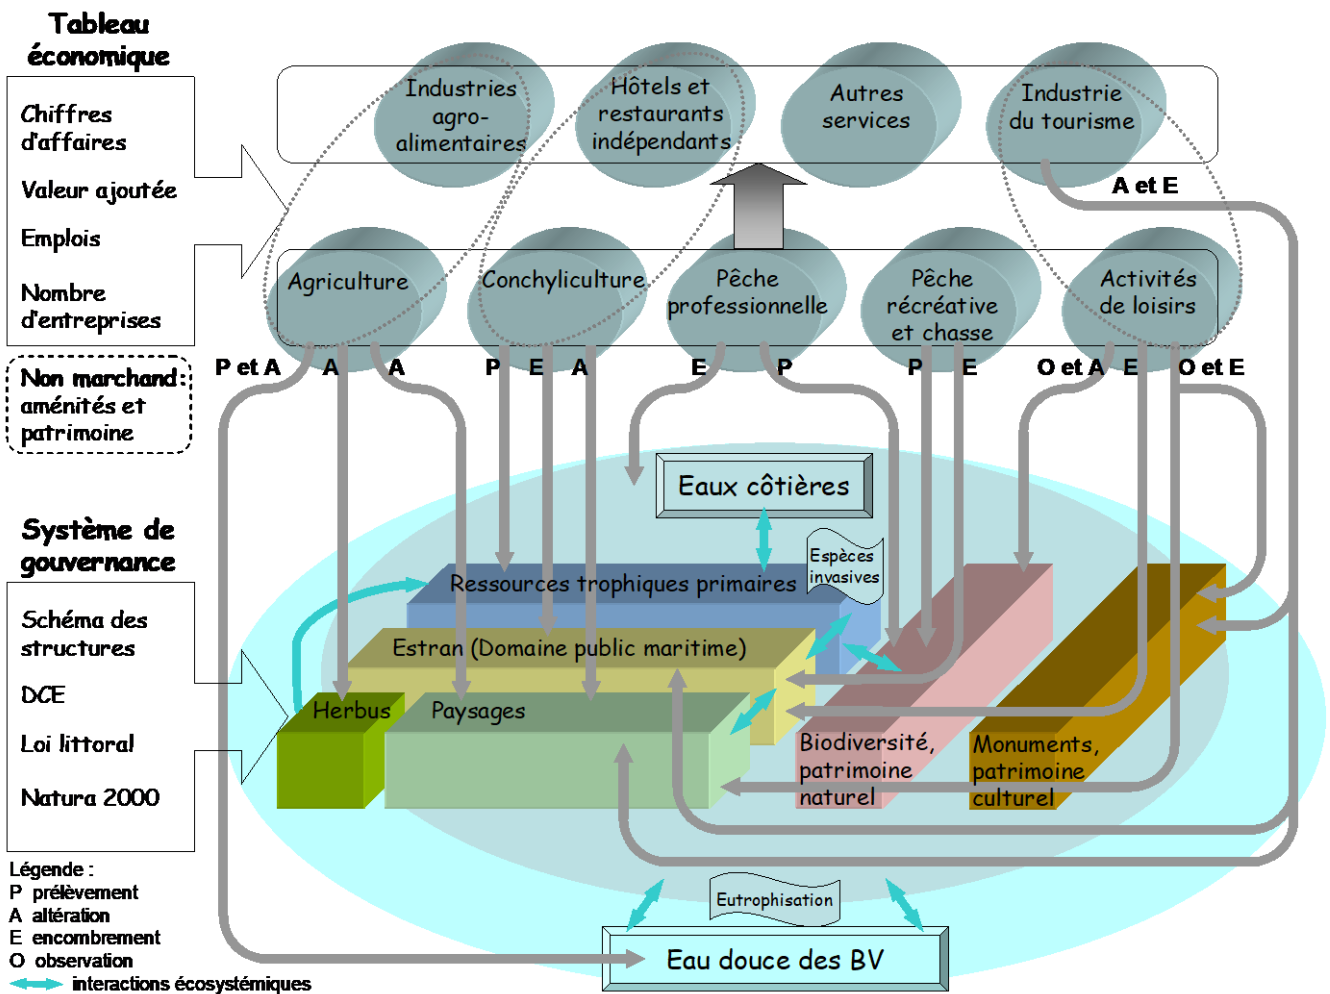 Tableau
économique
Chiffres
d'affaires
Valeur ajoutée
Emplois
Nombre
d'entreprises
Non marchand:
aménités et
patrimoine
Système de
gouvernance
Schéma des
structures
DCE
Loi littoral
Natura 2000
Légende :
P prélèvement
A altération
E encombrement
O observation
interactions écosystémiques
Industries
agro-
alimentaires
Hôtels et
restaurants
indépendants
Autres
services
Industrie
du tourisme
A et E
Agriculture
Conchyliculture
Pêche
professionnelle
Pêche
récréative
et chasse
Activités
de loisirs
P et A
A
A
P
E
A
E
P
P
E
O et A
E
O et E
Eaux côtières
Espèces
invasives
Ressources trophiques primaires
Estran (Domaine public maritime)
Herbus
Paysages
Biodiversité,
patrimoine
naturel
Monuments,
patrimoine
culturel
Eutrophisation
Eau douce des BV